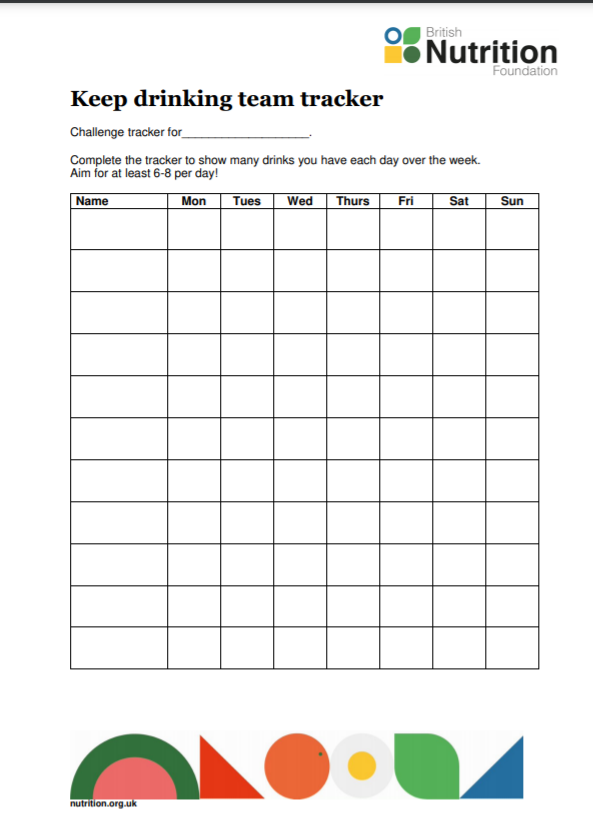 British
Nutrition
Foundation
Keep drinking team tracker
Challenge tracker for___________________.
Complete the tracker to show many drinks you have each day over the week.
Aim for at least 6-8 per day!
Name Mon Tues Wed Thurs Fri Sat Sun
nutrition.org.uk